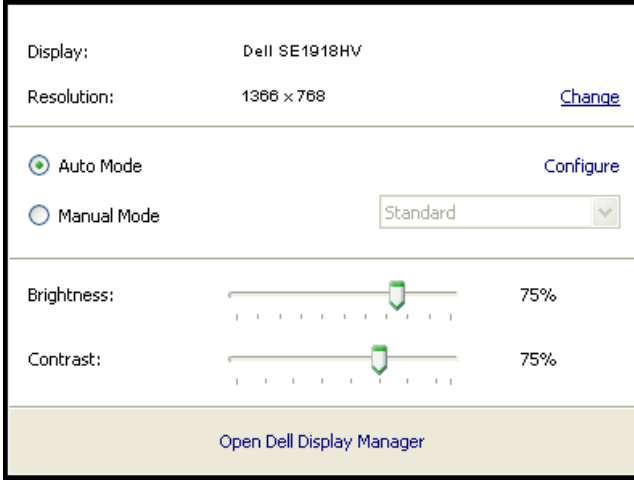 Display: Dell SE1918HV
Resolution: 1366 x 768 Change
Auto Mode Configure
Manual Mode Standard
Brightness: 75%
Contrast: 75%
Open Dell Display Manager